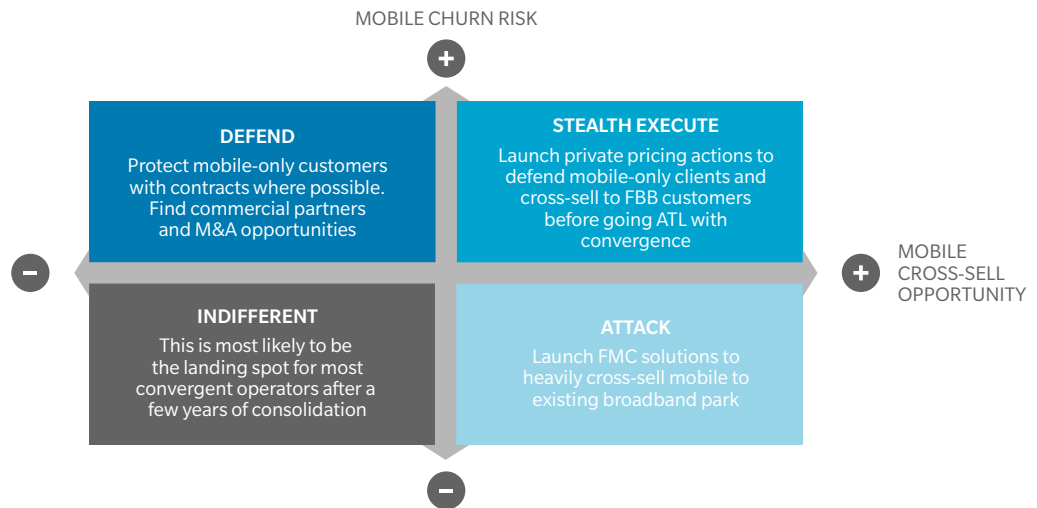 MOBILE CHURN RISK
+
DEFEND
Protect mobile-only customers
with contracts where possible.
Find commercial partners
and M&A opportunities
STEALTH EXECUTE
Launch private pricing actions to
defend mobile-only clients and
cross-sell to FBB customers
before going ATL with
convergence
−
+
MOBILE
CROSS-SELL
OPPORTUNITY
INDIFFERENT
This is most likely to be
the landing spot for most
convergent operators after a
few years of consolidation
ATTACK
Launch FMC solutions to
heavily cross-sell mobile to
existing broadband park
−